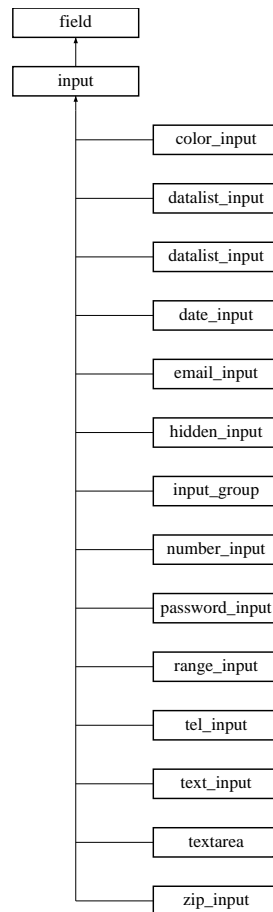 field
input
color_input
datalist_input
datalist_input
date_input
email_input
hidden_input
input_group
number_input
password_input
range_input
tel_input
text_input
textarea
zip_input